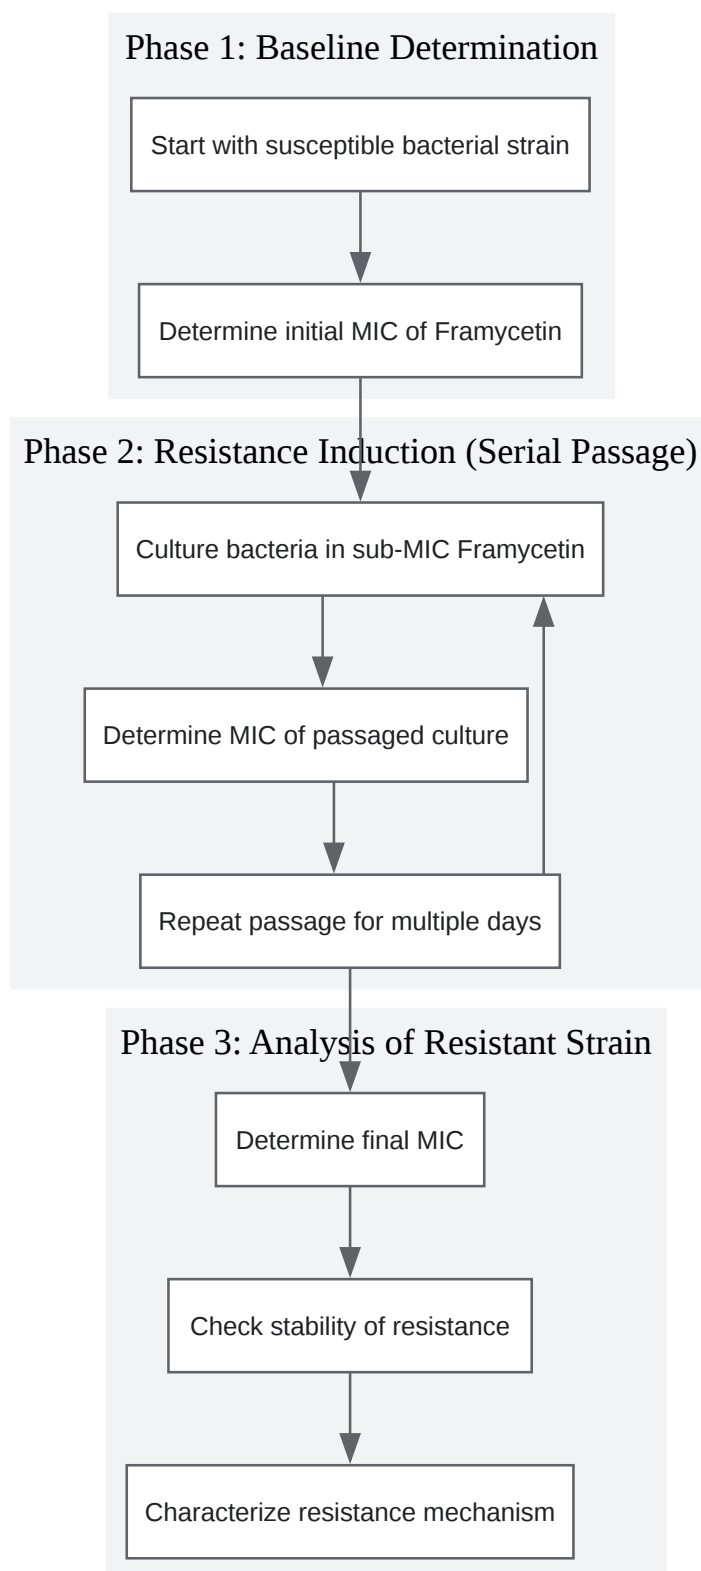 Phase 1: Baseline Determination
Start with susceptible bacterial strain
Determine initial MIC of Framycetin
Phase 2: Resistance Induction (Serial Passage)
Culture bacteria in sub-MIC Framycetin
Determine MIC of passaged culture
Repeat passage for multiple days
Phase 3: Analysis of Resistant Strain
Determine final MIC
Check stability of resistance
Characterize resistance mechanism